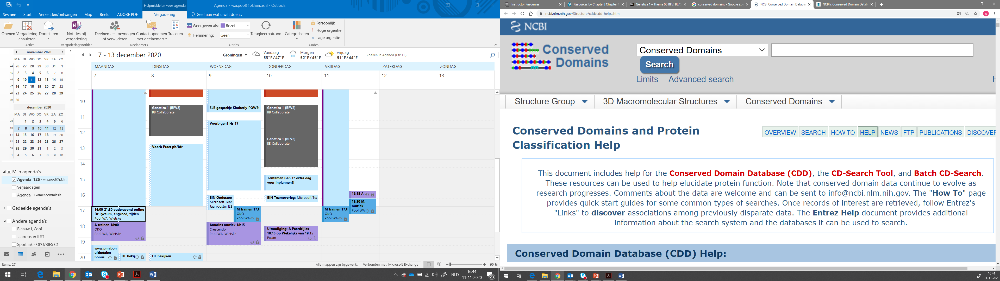 Hulpmiddelen voor agenda
Agenda - w.a.pool@pl.hanze.nl - Outlook
Bestand Start Verzenden/ontvangen Map Beeld ADOBE PDF Vergadering Geef aan wat u wilt doen...
Openen
Vergadering annuleren
Doorsturen
Acties
Notities bij vergadering
Vergaderingsnotities
Deelnemers toevoegen of verwijderen
Contact opnemen met deelnemers
Traceren
Deelnemers
Weergeven als: Bezet
Herinnering: Geen
Terugkeerpatroon
Opties
Categoriseren
Persoonlijk
Hoge urgentie
Lage urgentie
Codes
november 2020
MA DI WO DO VR ZA ZO
44 26 27 28 29 30 31 1
45 2 3 4 5 6 7 8
46 9 10 11 12 13 14 15
47 16 17 18 19 20 21 22
48 23 24 25 26 27 28 29
49 30
december 2020
MA DI WO DO VR ZA ZO
49 1 2 3 4 5 6
50 7 8 9 10 11 12 13
51 14 15 16 17 18 19 20
52 21 22 23 24 25 26 27
53 28 29 30 31 1 2 3
1 4 5 6 7 8 9 10
Mijn agenda's
Agenda 125 - w.a.pool@pl.h...
Verjaardagen
Agenda - Examencommissie I...
Gedeelde agenda's
Andere agenda's
Blaauw J, Cobi
Jaarrooster ILST
Sportlink - OKO/BIES C1
7 - 13 december 2020
Groningen
Vandaag
53°F/47°F
Morgen
52°F/45°F
vrijdag
51°F/44°F
Zoeken in Agenda (Ctrl+E)
MAANDAG DINSDAG WOENSDAG DONDERDAG VRIJDAG ZATERDAG ZONDAG
7 8 9 10 11 12 13
10
11
12
13
14
15
16
17
18
19
20
16:00-21:30 ouderavond online
Dr Lyceum, eng/ned, tijden
Pool WA, Wietske
A trainen 18:00
OKO
Pool WA, Wietske
www.pmabon
uitbetalen
bonus
HF bekij
Genetica 1 (BFV2)
BB Collaborate
Voorb Pract ph/bfr
HF bekijken
SLB gesprekje Kimberly-POWE;
Voorb gen1 Hs 17
BIN Onderzoel
Microsoft Tean
Jaarrooster ILS
M trainen 17:0
OKO
Pool WA
Amarins muziek 18:15
Crescendo
Pool WA, Wietske
Genetica 1 (BFV2)
BB Collaborate
Genetica 1 (BFV2)
BB Collaborate
Tentamen Gen 1? extra dag
voor inplannen?!
BIN Teamoverleg; Microsoft Tea
Uitnodiging: A Paardrijles
18:15 op Wekelijks van 19:15
Pwam
16:15 A
16:30 M.
muziek
Pool WA
M trainen 17:0
OKO
Pool WA
Items: 27
Alle mappen zijn bijgewerkt. Verbonden met: Microsoft Exchange
90 %
NLD
16:44
11-11-2020
23
Instructor Resources
Resources by Chapter | Chapter 1
Genetica 1 – Thema 06 BFV: BLA
conserved domains - Google Zo
NCBI Conserved Domain Databa
NCBI's Conserved Domain Datab
ncbi.nlm.nih.gov/Structure/cdd/cdd_help.shtml
W
NCBI
Conserved
Domains
Conserved Domains
Search
Limits Advanced search
H
Structure Group 3D Macromolecular Structures Conserved Domains
Conserved Domains and Protein
Classification Help
OVERVIEW SEARCH HOW TO HELP NEWS FTP PUBLICATIONS DISCOVER
This document includes help for the Conserved Domain Database (CDD), the CD-Search Tool, and Batch CD-Search.
These resources can be used to help elucidate protein function. Note that conserved domain data continue to evolve as
research progresses. Comments about the data are welcome and can be sent to info@ncbi.nlm.nih.gov. The "How To" page
provides quick start guides for some common types of searches. Once records of interest are retrieved, follow Entrez's
"Links" to discover associations among previously disparate data. The Entrez Help document provides additional
information about the search system and the databases it can be used to search.
Conserved Domain Database (CDD) Help:
16:44
11-11-2020